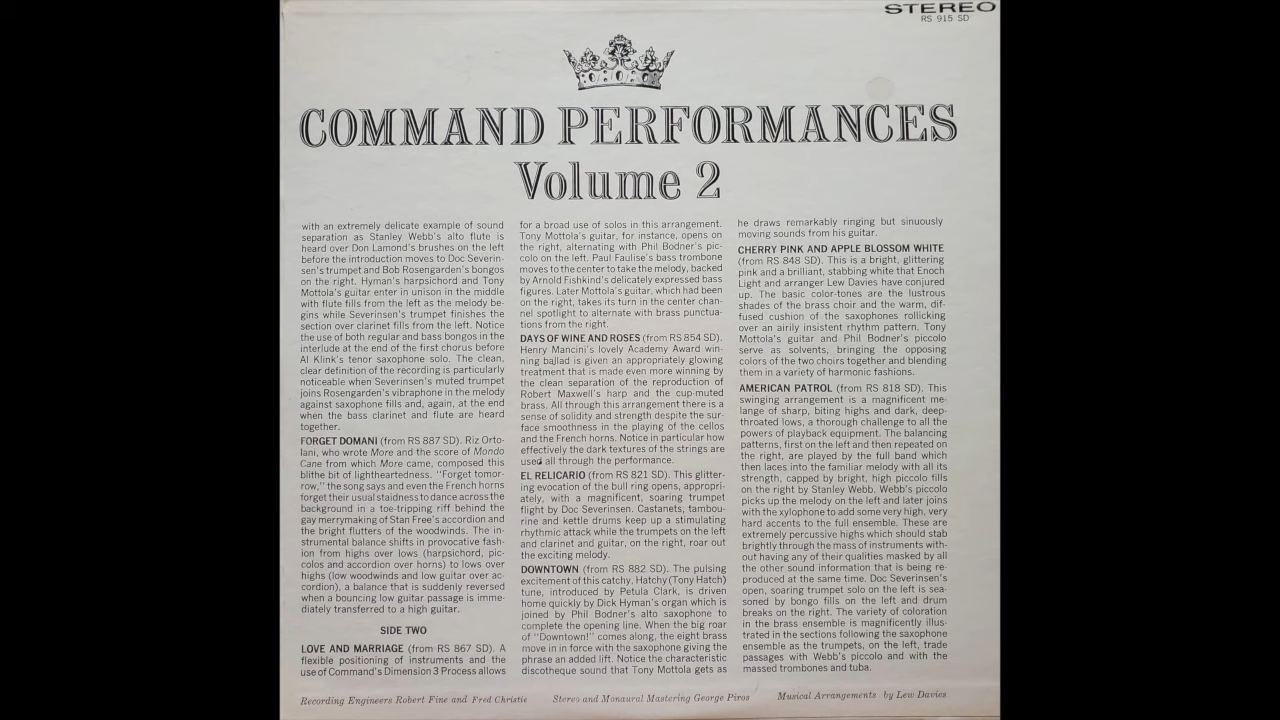 STEREO
RS 915 SD
COMMAND PERFORMANCES
Volume 2
with an extremely delicate example of sound
separation as Stanley Webb's alto flute is
heard over Don Lamond's brushes on the left
before the introduction moves to Doc Severin-
sen's trumpet and Bob Rosengarden's bongos
on the right. Hyman's harpsichord and Tony
Mottola's guitar enter in unison in the middle
with flute fills from the left as the melody be-
gins while Severinsen's trumpet finishes the
section over clarinet fills from the left. Notice
the use of both regular and bass bongos in the
interlude at the end of the first chorus before
Al Klink's tenor saxophone solo. The clean,
clear definition of the recording is particularly
noticeable when Severinsen's muted trumpet
joins Rosengarden's vibraphone in the melody
against saxophone fills and, again, at the end
when the bass clarinet and flute are heard
together.
FORGET DOMANI (from RS 887 SD). Riz Orto-
lani, who wrote More and the score of Mondo
Cane from which More came, composed this
blithe bit of lightheartedness. "Forget tomor-
row," the song says and even the French horns
forget their usual staidness to dance across the
background in a toe-tripping riff behind the
gay merrymaking of Stan Free's accordion and
the bright flutters of the woodwinds. The in-
strumental balance shifts in provocative fash-
ion from highs over lows (harpsichord, pic-
colos and accordion over horns) to lows over
highs (low woodwinds and low guitar over ac-
cordion), a balance that is suddenly reversed
when a bouncing low guitar passage is imme-
diately transferred to a high guitar.
SIDE TWO
LOVE AND MARRIAGE (from RS 867 SD). A
flexible positioning of instruments and the
use of Command's Dimension 3 Process allows
for a broad use of solos in this arrangement.
Tony Mottola's guitar, for instance, opens on
the right, alternating with Phil Bodner's pic-
colo on the left. Paul Faulise's bass trombone
moves to the center to take the melody, backed
by Arnold Fishkind's delicately expressed bass
figures. Later Mottola's guitar, which had been
on the right, takes its turn in the center chan-
nel spotlight to alternate with brass punctua-
tions from the right.
DAYS OF WINE AND ROSES (from RS 854 SD).
Henry Mancini's lovely Academy Award win-
ning ballad is given an appropriately glowing
treatment that is made even more winning by
the clean separation of the reproduction of
Robert Maxwell's harp and the cup-muted
brass. All through this arrangement there is a
sense of solidity and strength despite the sur-
face smoothness in the playing of the cellos
and the French horns. Notice in particular how
effectively the dark textures of the strings are
used all through the performance.
EL RELICARIO (from RS 821 SD). This glitter-
ing evocation of the bull ring opens, appropri-
ately, with a magnificent, soaring trumpet
flight by Doc Severinsen. Castanets, tambou-
rine and kettle drums keep up a stimulating
rhythmic attack while the trumpets on the left
and clarinet and guitar, on the right, roar out
the exciting melody.
DOWNTOWN (from RS 882 SD). The pulsing
excitement of this catchy, Hatchy (Tony Hatch)
tune, introduced by Petula Clark, is driven
home quickly by Dick Hyman's organ which is
joined by Phil Bodner's alto saxophone to
complete the opening line. When the big roar
of "Downtown!" comes along, the eight brass
move in in force with the saxophone giving the
phrase an added lift. Notice the characteristic
discotheque sound that Tony Mottola gets as
he draws remarkably ringing but sinuously
moving sounds from his guitar.
CHERRY PINK AND APPLE BLOSSOM WHITE
(from RS 848 SD). This is a bright, glittering
pink and a brilliant, stabbing white that Enoch
Light and arranger Lew Davies have conjured
up. The basic color-tones are the lustrous
shades of the brass choir and the warm, dif-
fused cushion of the saxophones rollicking
over an airily insistent rhythm pattern. Tony
Mottola's guitar and Phil Bodner's piccolo
serve as solvents, bringing the opposing
colors of the two choirs together and blending
them in a variety of harmonic fashions.
AMERICAN PATROL (from RS 818 SD). This
swinging arrangement is a magnificent me-
lange of sharp, biting highs and dark, deep-
throated lows, a thorough challenge to all the
powers of playback equipment. The balancing
patterns, first on the left and then repeated on
the right, are played by the full band which
then laces into the familiar melody with all its
strength, capped by bright, high piccolo fills
on the right by Stanley Webb. Webb's piccolo
picks up the melody on the left and later joins
with the xylophone to add some very high, very
hard accents to the full ensemble. These are
extremely percussive highs which should stab
brightly through the mass of instruments with-
out having any of their qualities masked by all
the other sound information that is being re-
produced at the same time. Doc Severinsen's
open, soaring trumpet solo on the left is sea-
soned by bongo fills on the left and drum
breaks on the right. The variety of coloration
in the brass ensemble is magnificently illus-
trated in the sections following the saxophone
ensemble as the trumpets, on the left, trade
passages with Webb's piccolo and with the
massed trombones and tuba.
Recording Engineers Robert Fine and Fred Christie Stereo and Monaural Mastering George Piros Musical Arrangements by Lew Davies